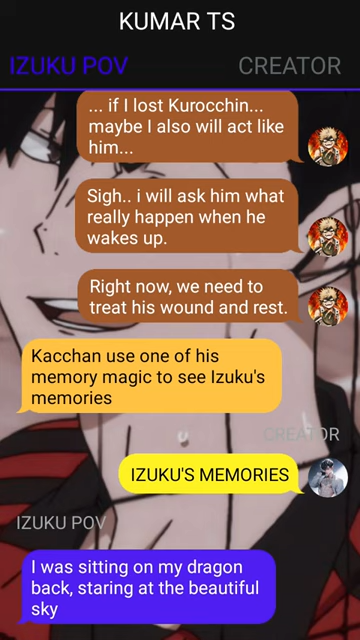 KUMAR TS
IZUKU POV
CREATOR
... if I lost Kurocchin...
maybe I also will act like
him...
Sigh.. i will ask him what
really happen when he
wakes up.
Right now, we need to
treat his wound and rest.
Kacchan use one of his
memory magic to see Izuku's
memories
CREATOR
IZUKU'S MEMORIES
IZUKU POV
I was sitting on my dragon
back, staring at the beautiful
sky